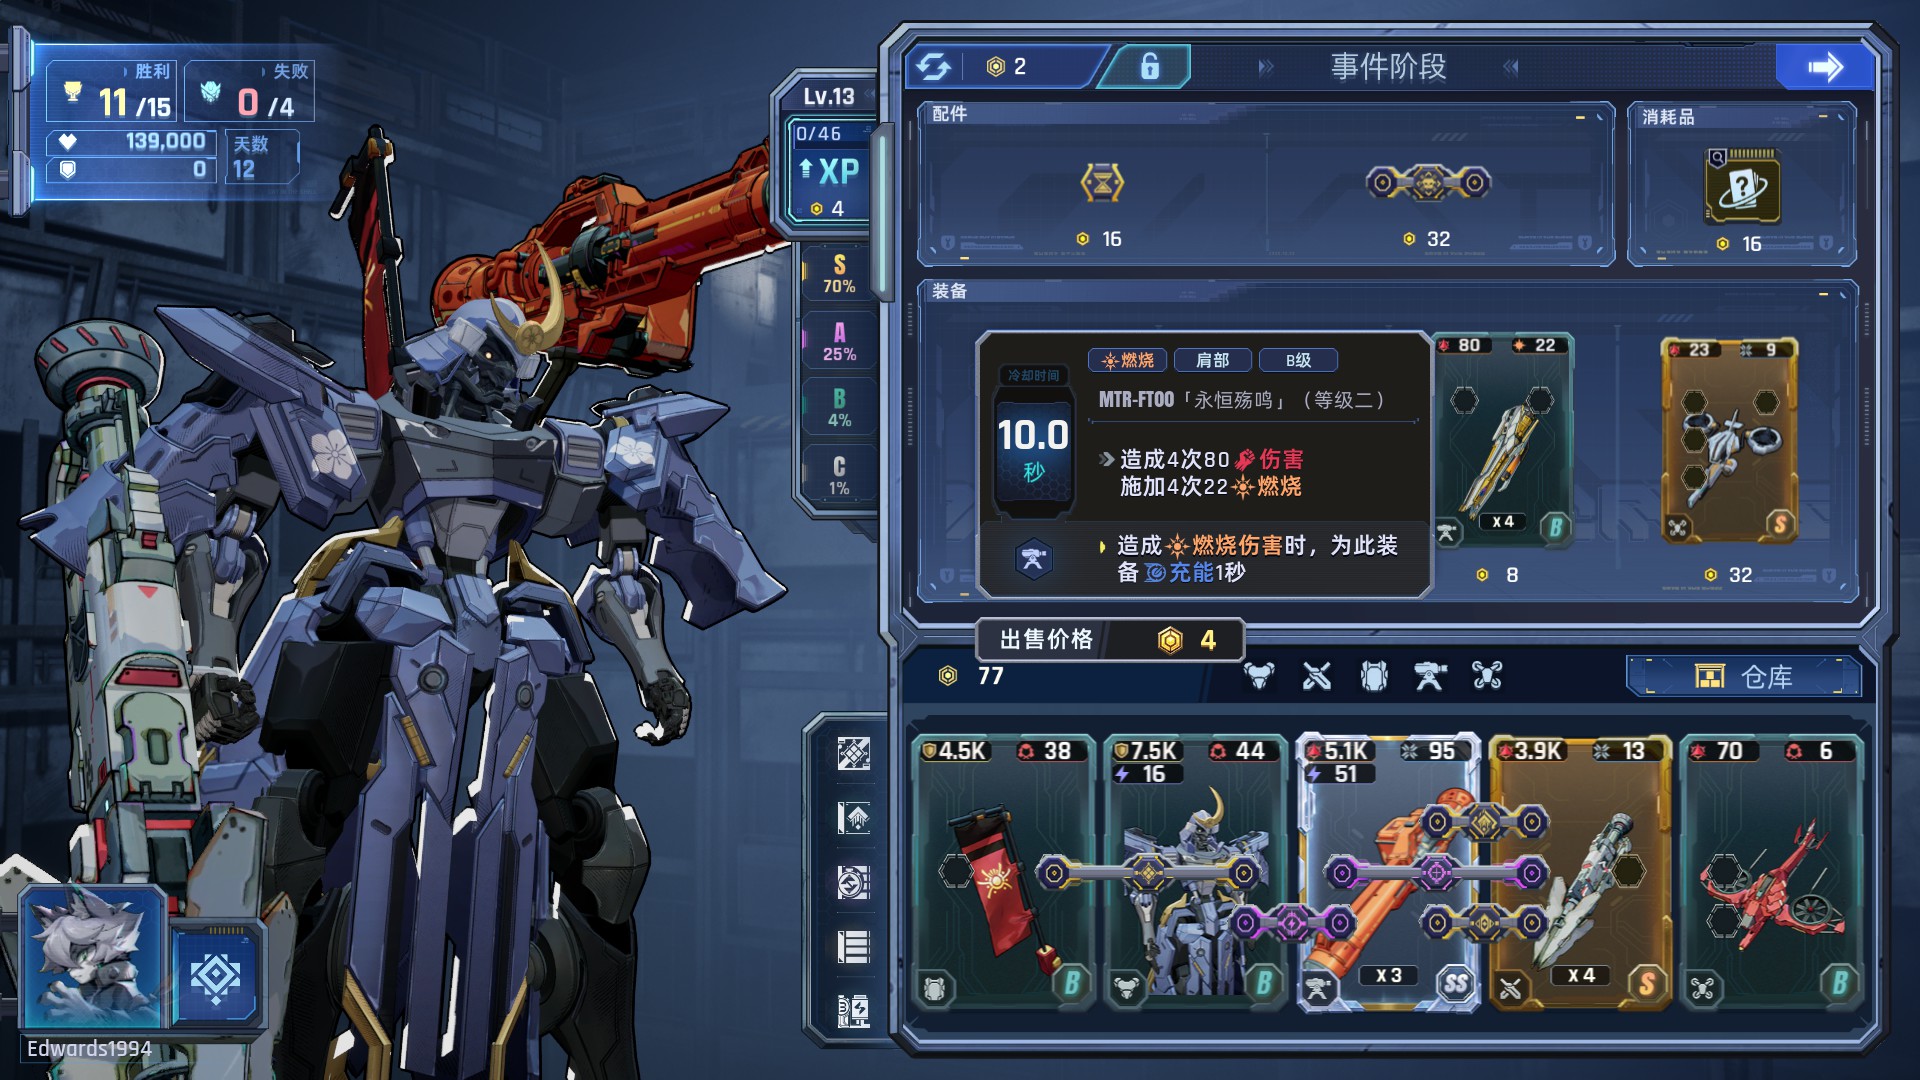 胜利
11/15
失败
0/4
139,000
0
天数
12
Lv.13
0/46
XP
4
S
70%
A
25%
B
4%
C
1%
2
事件阶段
配件
16
32
消耗品
16
装备
冷却时间
10.0
秒
燃烧
肩部
B级
MTR-FT00「永恒殇鸣」（等级二）
造成4次80伤害
施加4次22燃烧
造成燃烧伤害时，为此装
备充能1秒
80
22
x4
B
8
23
9
S
32
出售价格
4
77
仓库
4.5K
38
B
7.5K
44
16
B
5.1K
95
51
x3
SS
3.9K
13
x4
S
70
6
B
Edwards1994